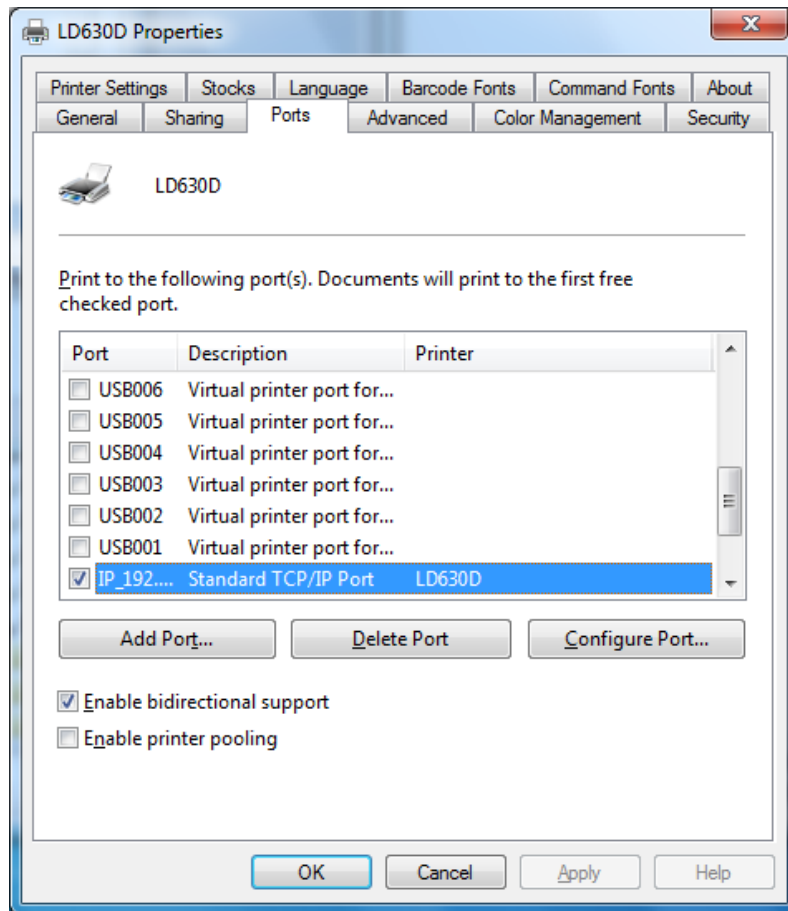 LD630D Properties
Printer Settings Stocks Language Barcode Fonts Command Fonts About
General Sharing Ports Advanced Color Management Security
LD630D
Print to the following port(s). Documents will print to the first free
checked port.
Port Description Printer
USB006 Virtual printer port for...
USB005 Virtual printer port for...
USB004 Virtual printer port for...
USB003 Virtual printer port for...
USB002 Virtual printer port for...
USB001 Virtual printer port for...
IP_192.... Standard TCP/IP Port LD630D
Add Port... Delete Port Configure Port...
Enable bidirectional support
Enable printer pooling
OK Cancel Apply Help